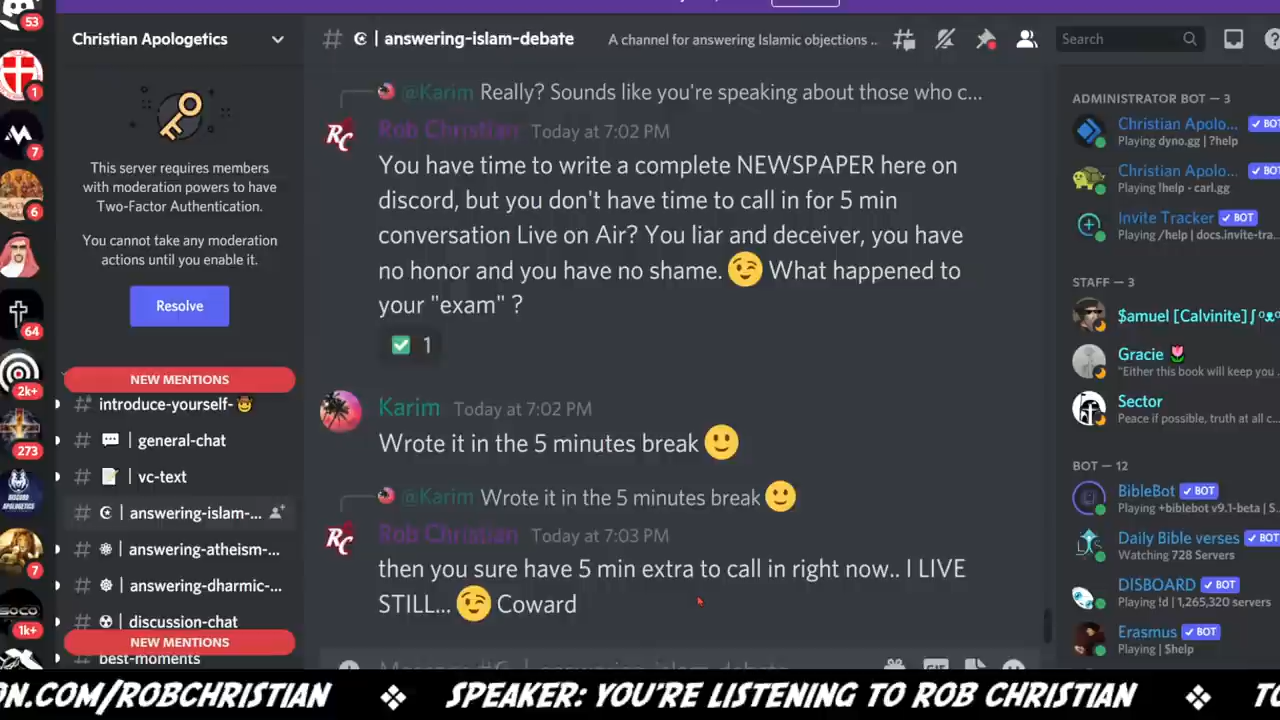 53
1
7
6
64
2k+
273
7
1k+
Christian Apologetics
This server requires
members
with moderation powers to have
Two-Factor Authentication.
You cannot take any moderation
actions until you enable it.
Resolve
NEW MENTIONS
introduce-yourself-
general-chat
vc-text
answering-islam-...
answering-atheism-...
answering-dharmic-...
discussion-chat
NEW MENTIONS
best-moments
# | answering-islam-debate
A channel for answering Islamic objections ..
@Karim Really? Sounds like you're speaking about those who c...
Rob Christian Today at 7:02 PM
You have time to write a complete NEWSPAPER here on
discord, but you don't have time to call in for 5 min
conversation Live on Air? You liar and deceiver, you have
no honor and you have no shame. 😉 What happened to
your "exam" ?
1
Karim Today at 7:02 PM
Wrote it in the 5 minutes break 🙂
@Karim Wrote it in the 5 minutes break 🙂
Rob Christian Today at 7:03 PM
then you sure have 5 min extra to call in right now.. I LIVE
STILL... 😉 Coward
Search
ADMINISTRATOR BOT — 3
Christian Apolo... ✓ BOT
Playing dyno.gg | ?help
Christian Apolo... ✓ BOT
Playing !help - carl.gg
Invite Tracker ✓ BOT
Playing /help | docs.invite-tra...
STAFF — 3
$amuel [Calvinite]
Gracie 🌷
"Either this book will keep you ...
Sector
Peace if possible, truth at all c...
BOT — 12
BibleBot ✓ BOT
Playing +biblebot v9.1-beta | S...
Daily Bible verses ✓ BOT
Watching 728 Servers
DISBOARD ✓ BOT
Playing !d | 1,265,320 servers
Erasmus ✓ BOT
Playing | $help
ON.COM/ROBCHRISTIAN ❖ SPEAKER: YOU'RE LISTENING TO ROB CHRISTIAN ❖ TO